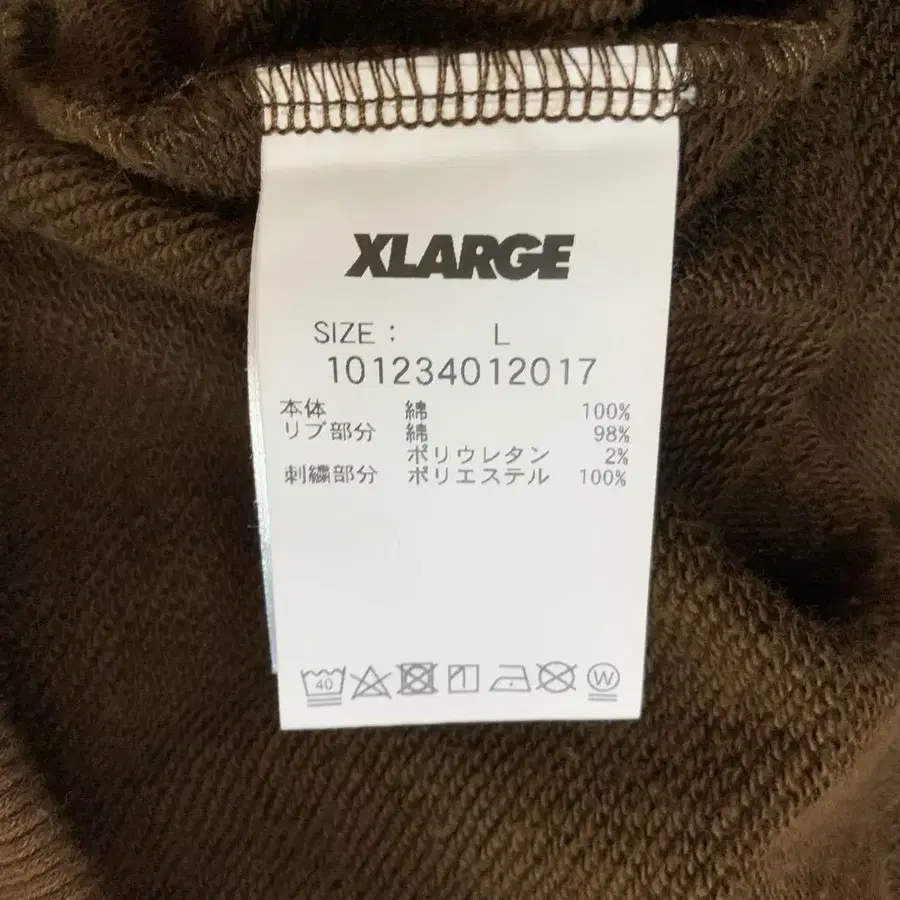 XLARGE
SIZE : L
101234012017
本体 綿 100%
リブ部分 綿 98%
ポリウレタン 2%
刺繍部分 ポリエステル 100%
40 W